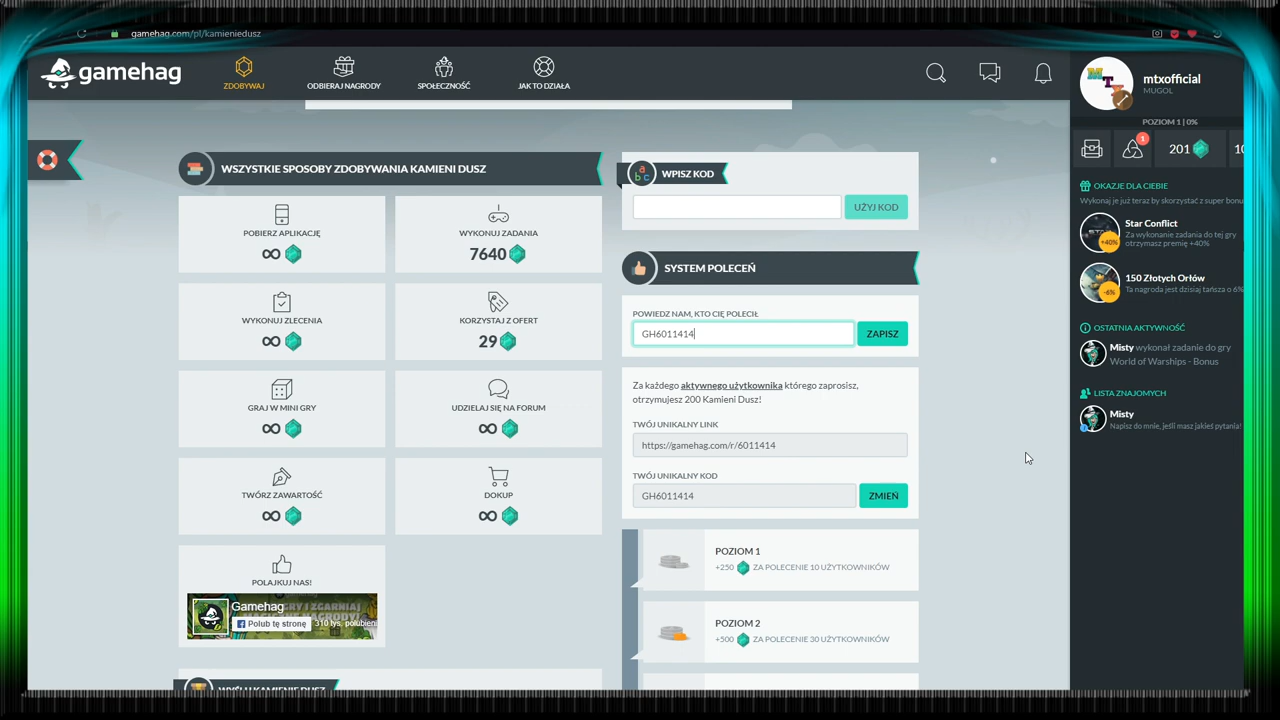 gamehag.com/pl/kamieniedusz
gamehag
ZDOBYWAJ
ODBIERAJ NAGRODY
SPOŁECZNOŚĆ
JAK TO DZIAŁA
mtxofficial
MUGOL
POZIOM 1 | 0%
1
201
10
WSZYSTKIE SPOSOBY ZDOBYWANIA KAMIENI DUSZ
POBIERZ APLIKACJĘ
∞
WYKONUJ ZADANIA
7640
WYKONUJ ZLECENIA
∞
KORZYSTAJ Z OFERT
29
GRAJ W MINI GRY
∞
UDZIELAJ SIĘ NA FORUM
∞
TWÓRZ ZAWARTOŚĆ
∞
DOKUP
∞
POLAJKUJ NAS!
Gamehag
Polub tę stronę
310 tys. polubień
a
b c
WPISZ KOD
UŻYJ KOD
SYSTEM POLECEŃ
POWIEDZ NAM, KTO CIĘ POLECIŁ
GH6011414
ZAPISZ
Za każdego aktywnego użytkownika którego zaprosisz,
otrzymujesz 200 Kamieni Dusz!
TWÓJ UNIKALNY LINK
https://gamehag.com/r/6011414
TWÓJ UNIKALNY KOD
GH6011414
ZMIEŃ
POZIOM 1
+250 ZA POLECENIE 10 UŻYTKOWNIKÓW
POZIOM 2
+500 ZA POLECENIE 30 UŻYTKOWNIKÓW
OKAZJE DLA CIEBIE
Wykonaj je już teraz by skorzystać z super bonu
Star Conflict
Za wykonanie zadania do tej gry
otrzymasz premię +40%
+40%
150 Złotych Orłów
Ta nagroda jest dzisiaj tańsza o 6%
-6%
OSTATNIA AKTYWNOŚĆ
Misty wykonał zadanie do gry
World of Warships - Bonus
LISTA ZNAJOMYCH
Misty
Napisz do mnie, jeśli masz jakieś pytania!